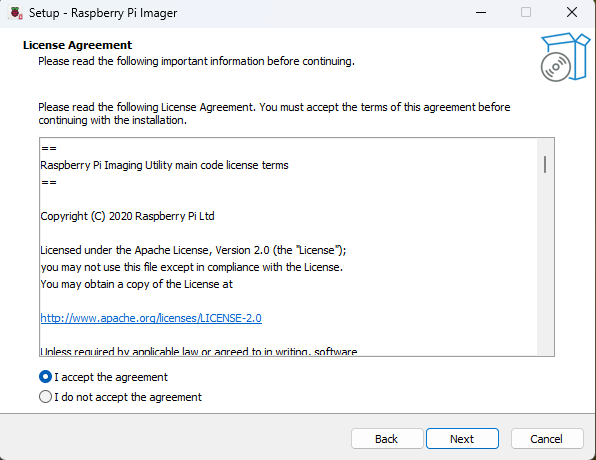 Setup - Raspberry Pi Imager
License Agreement
Please read the following important information before continuing.
Please read the following License Agreement. You must accept the terms of this agreement before
continuing with the installation.
==
Raspberry Pi Imaging Utility main code license terms
==
Copyright (C) 2020 Raspberry Pi Ltd
Licensed under the Apache License, Version 2.0 (the "License");
you may not use this file except in compliance with the License.
You may obtain a copy of the License at
http://www.apache.org/licenses/LICENSE-2.0
Unless required by applicable law or agreed to in writing, software
I accept the agreement
I do not accept the agreement
Back
Next
Cancel